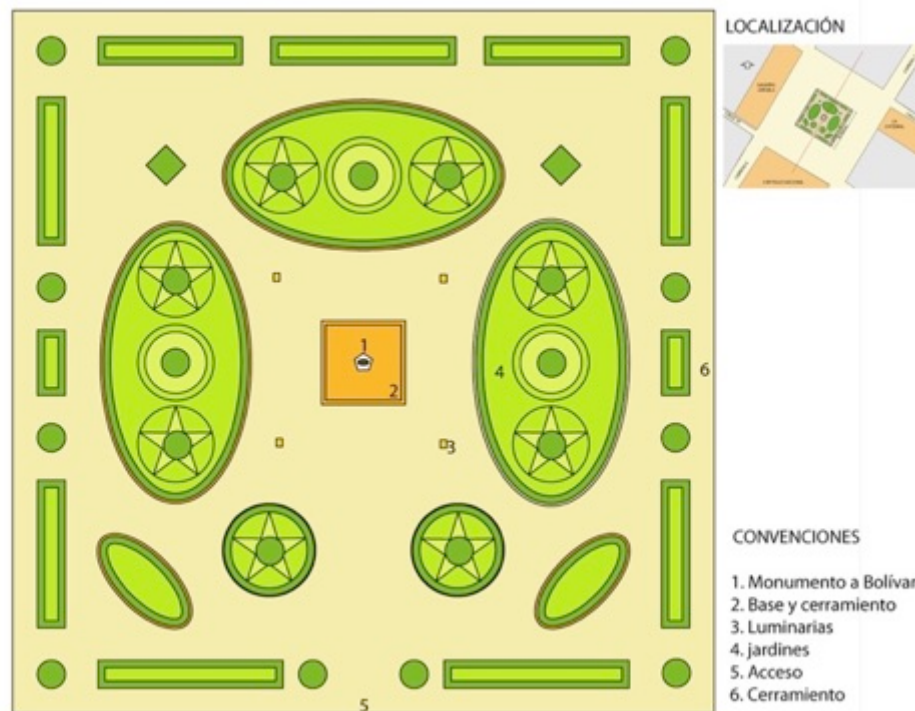 LOCALIZACIÓN
1
2
3
4
5
6
CONVENCIONES
1. Monumento a Bolívar
2. Base y cerramiento
3. Luminarias
4. jardines
5. Acceso
6. Cerramiento